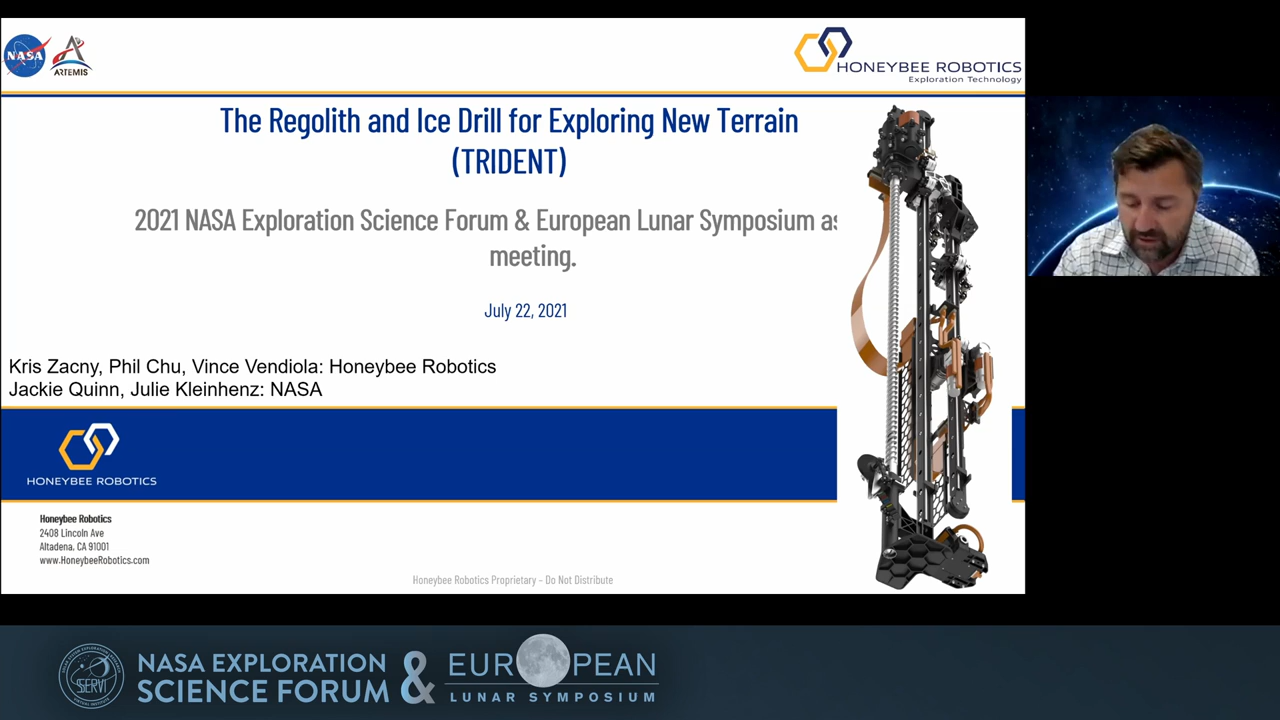 NASA
ARTEMIS
HONEYBEE ROBOTICS
Exploration Technology
The Regolith and Ice Drill for Exploring New Terrain
(TRIDENT)
2021 NASA Exploration Science Forum & European Lunar Symposium as
meeting.
July 22, 2021
Kris Zacny, Phil Chu, Vince Vendiola: Honeybee Robotics
Jackie Quinn, Julie Kleinhenz: NASA
HONEYBEE ROBOTICS
Honeybee Robotics
2408 Lincoln Ave
Altadena, CA 91001
www.HoneybeeRobotics.com
Honeybee Robotics Proprietary – Do Not Distribute
SSERVI
NASA EXPLORATION
SCIENCE FORUM
&
EUROPEAN
LUNAR SYMPOSIUM